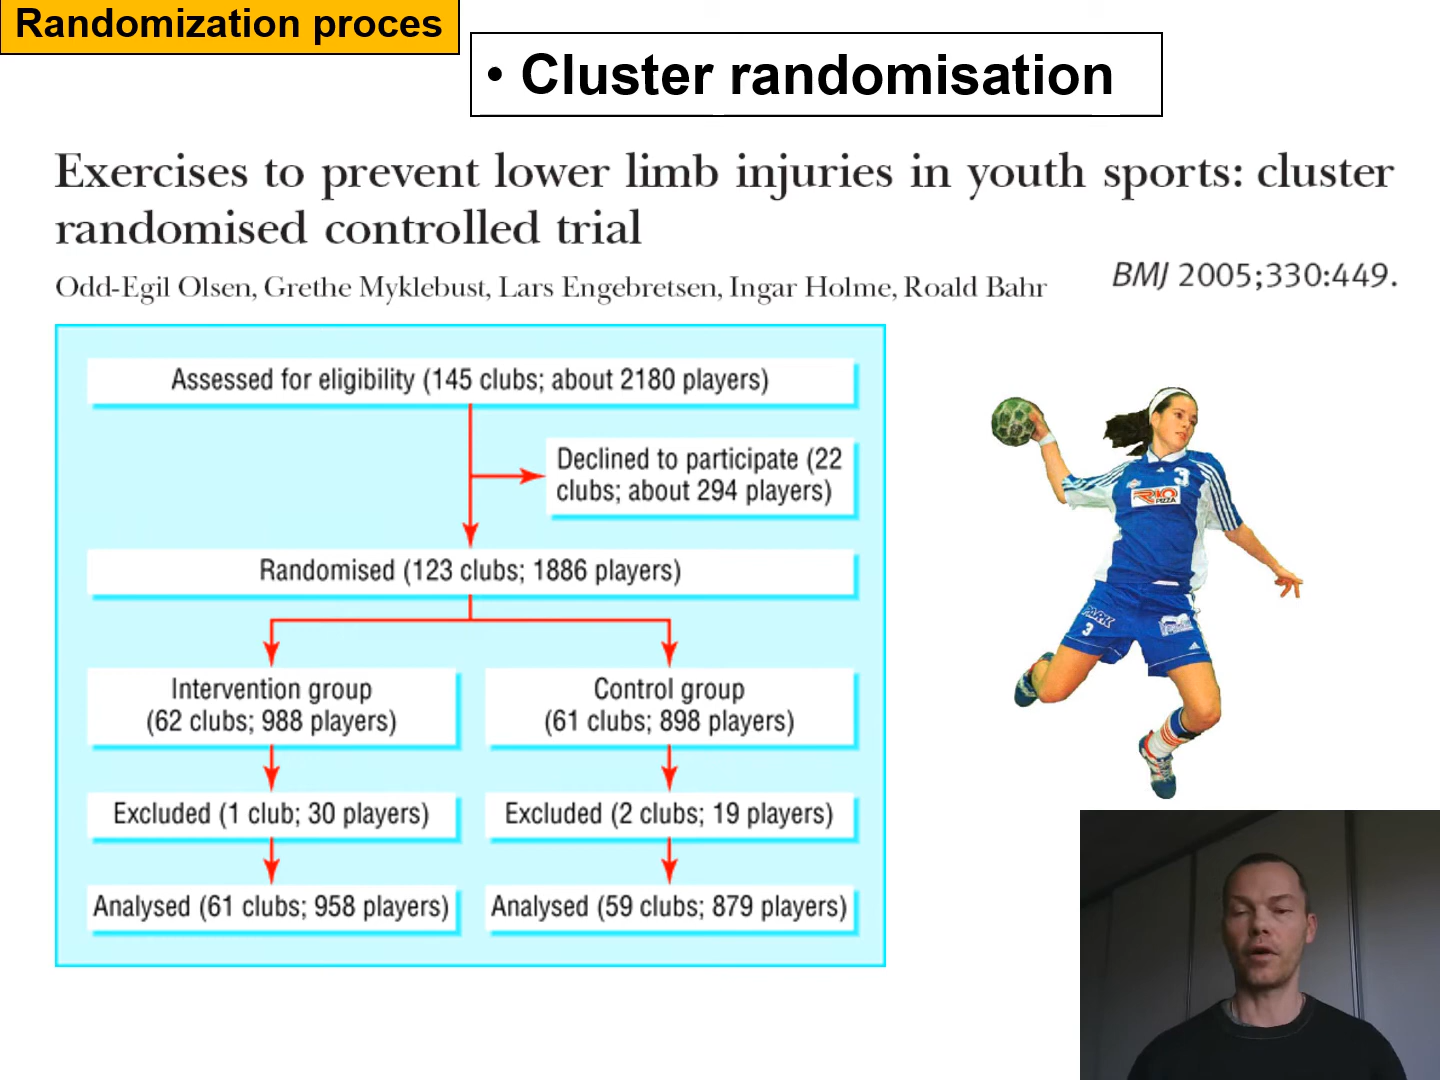 Randomization proces
• Cluster randomisation
Exercises to prevent lower limb injuries in youth sports: cluster
randomised controlled trial
Odd-Egil Olsen, Grethe Myklebust, Lars Engebretsen, Ingar Holme, Roald Bahr
BMJ 2005;330:449.
Assessed for eligibility (145 clubs; about 2180 players)
Declined to participate (22
clubs; about 294 players)
Randomised (123 clubs; 1886 players)
Intervention group
(62 clubs; 988 players)
Control group
(61 clubs; 898 players)
Excluded (1 club; 30 players)
Excluded (2 clubs; 19 players)
Analysed (61 clubs; 958 players)
Analysed (59 clubs; 879 players)
3
PIZZA
PARK
3